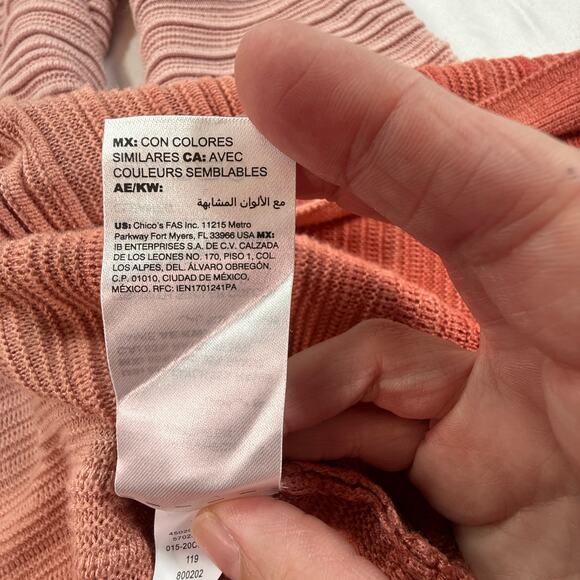 MX: CON COLORES
SIMILARES CA: AVEC
COULEURS SEMBLABLES
AE/KW:
مع الألوان المشابهة
US: Chico's FAS Inc. 11215 Metro
Parkway Fort Myers, FL 33966 USA MX:
IB ENTERPRISES S.A. DE C.V. CALZADA
DE LOS LEONES NO. 170, PISO 1, COL.
LOS ALPES, DEL. ÁLVARO OBREGÓN.
C.P. 01010, CIUDAD DE MÉXICO,
MÉXICO. RFC: IEN1701241PA
119
800202